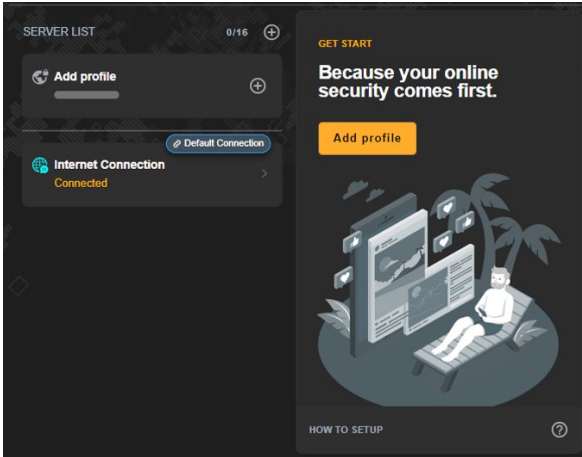 SERVER LIST
0/16
Add profile
Default Connection
Internet Connection
Connected
GET START
Because your online
security comes first.
Add profile
HOW TO SETUP
?